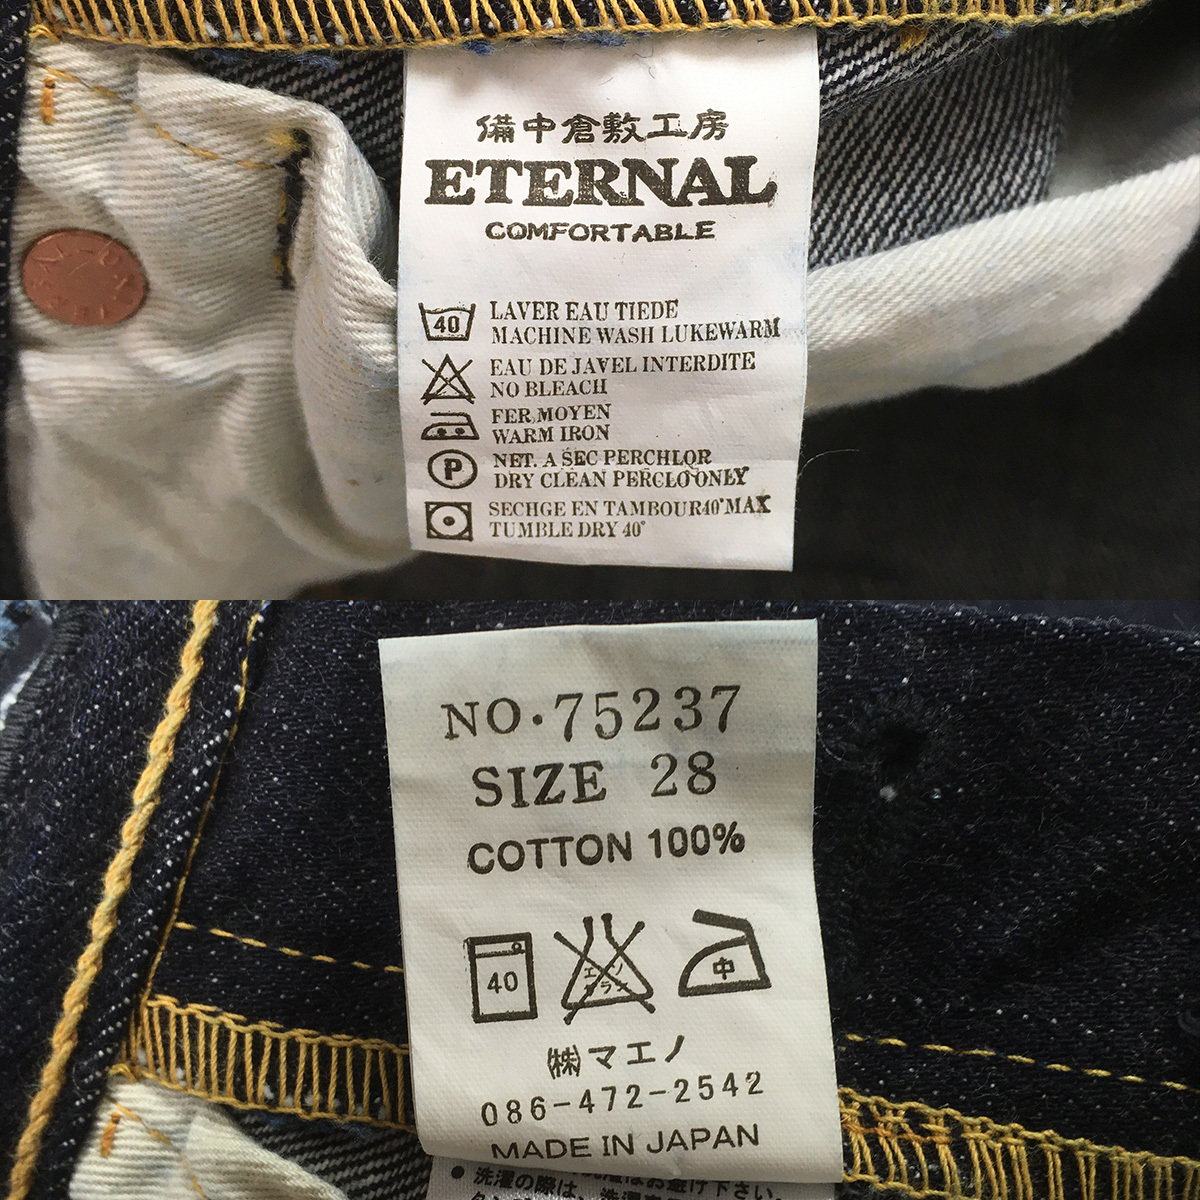 備中倉敷工房
ETERNAL
COMFORTABLE
40
LAVER EAU TIEDE
MACHINE WASH LUKEWARM
EAU DE JAVEL INTERDITE
NO BLEACH
FER MOYEN
WARM IRON
P
NET. A SEC PERCHLOR
DRY CLEAN PERCLO ONLY
SECHGE EN TAMBOUR40°MAX
TUMBLE DRY 40°
NO.75237
SIZE 28
COTTON 100%
40
エンソ
サラシ
中
㈱マエノ
086-472-2542
MADE IN JAPAN